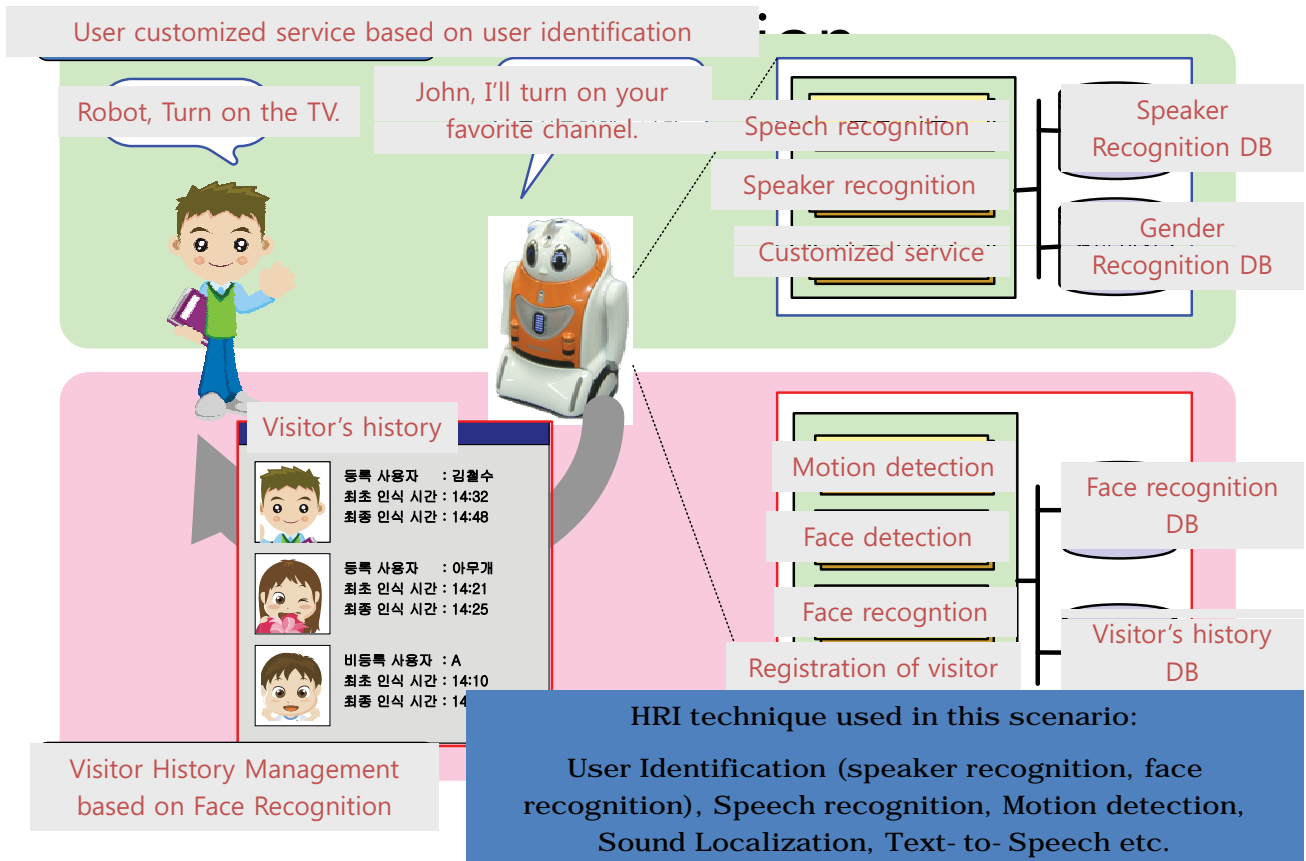 User customized service based on user identification
Robot, Turn on the TV.
John, I'll turn on your
favorite channel.
Speech recognition
Speaker recognition
Customized service
Speaker
Recognition DB
Gender
Recognition DB
Visitor's history
등록 사용자 : 김철수
최초 인식 시간 : 14:32
최종 인식 시간 : 14:48
등록 사용자 : 아무개
최초 인식 시간 : 14:21
최종 인식 시간 : 14:25
비등록 사용자 : A
최초 인식 시간 : 14:10
최종 인식 시간 : 14
Motion detection
Face detection
Face recogntion
Registration of visitor
Face recognition
DB
Visitor's history
DB
Visitor History Management
based on Face Recognition
HRI technique used in this scenario:
User Identification (speaker recognition, face
recognition), Speech recognition, Motion detection,
Sound Localization, Text- to- Speech etc.